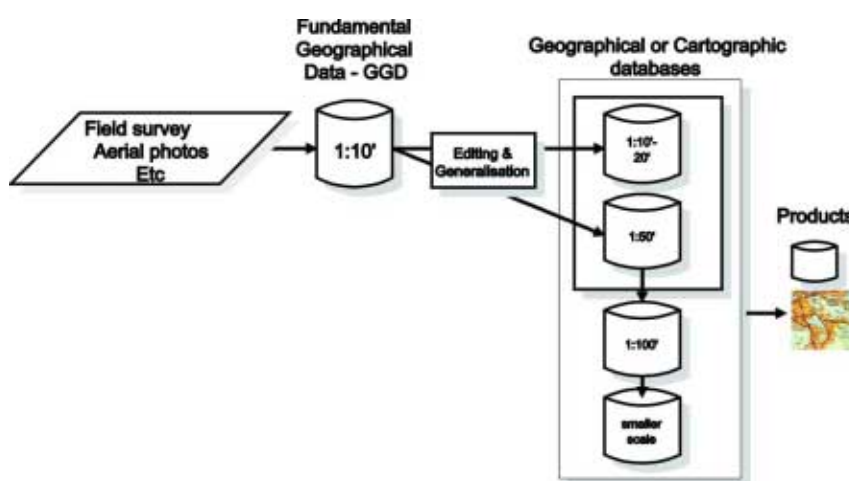 Fundamental
Geographical
Data - GGD
Geographical or Cartographic
databases
Field survey
Aerial photos
Etc
1:10'
Editing &
Generalisation
1:10'-
20'
1:50'
Products
1:100'
smaller
scale